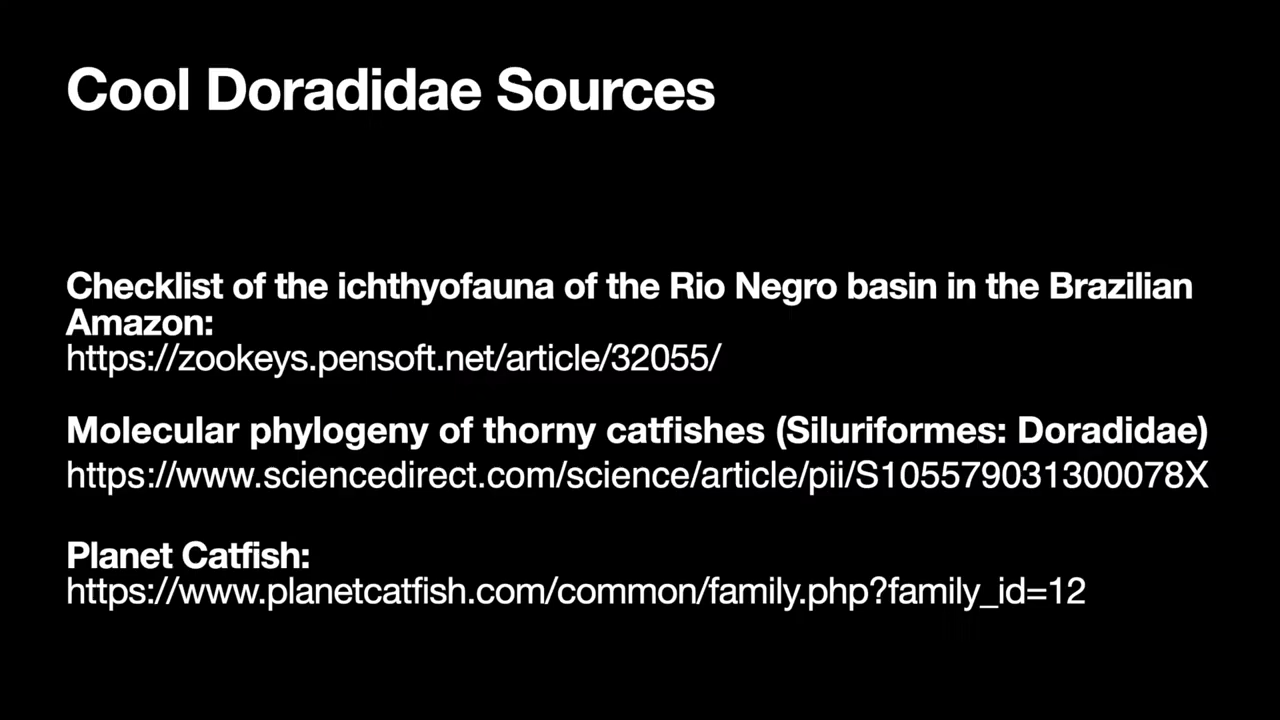 Cool Doradidae Sources
Checklist of the ichthyofauna of the Rio Negro basin in the Brazilian
Amazon:
https://zookeys.pensoft.net/article/32055/
Molecular phylogeny of thorny catfishes (Siluriformes: Doradidae)
https://www.sciencedirect.com/science/article/pii/S105579031300078X
Planet Catfish:
https://www.planetcatfish.com/common/family.php?family_id=12